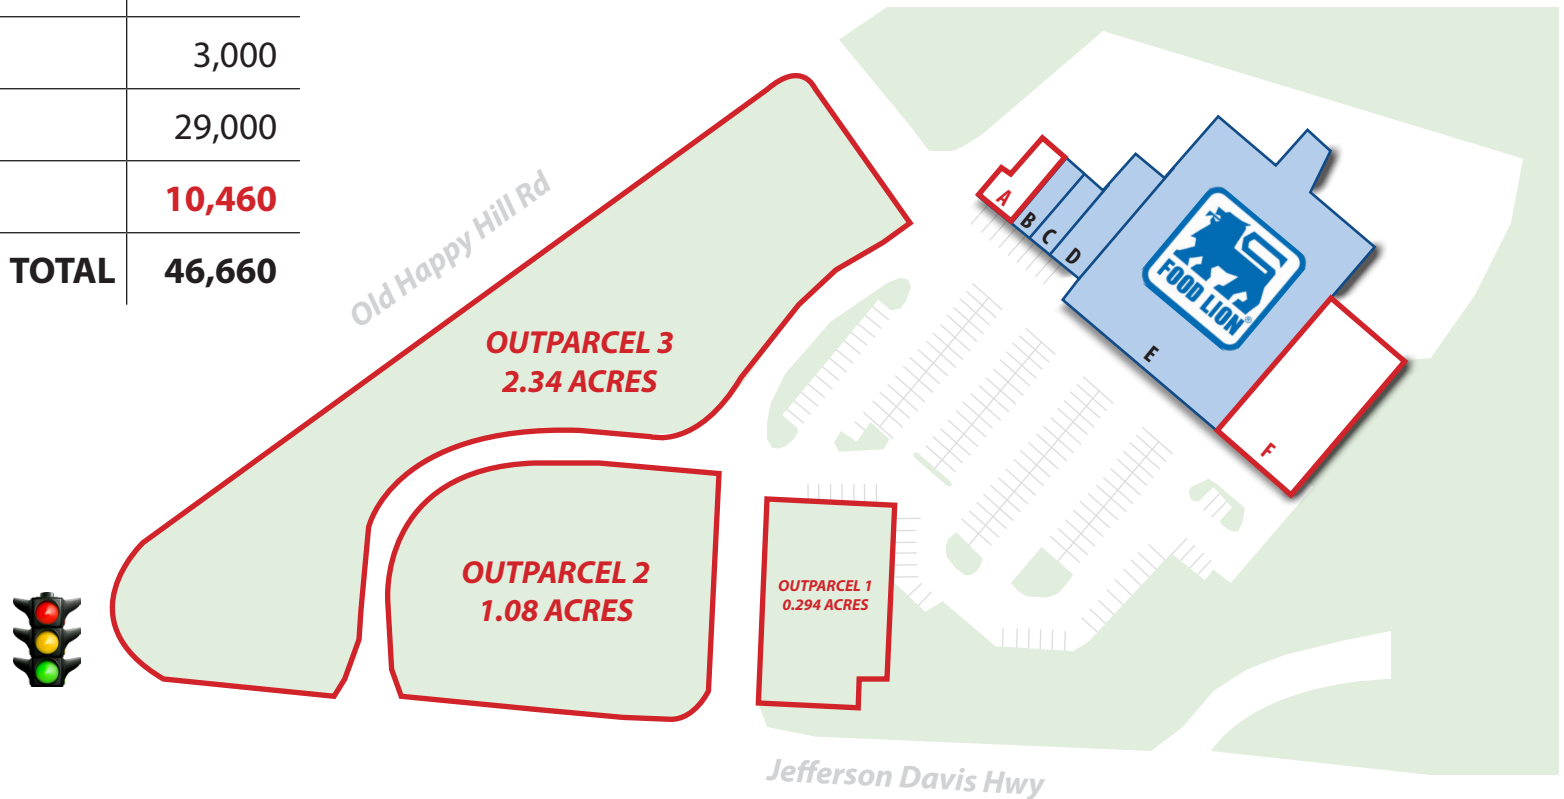 3,000
29,000
10,460
TOTAL 46,660
Old Happy Hill Rd
A
B
C
D
FOOD LION®
E
F
OUTPARCEL 3
2.34 ACRES
OUTPARCEL 2
1.08 ACRES
OUTPARCEL 1
0.294 ACRES
Jefferson Davis Hwy